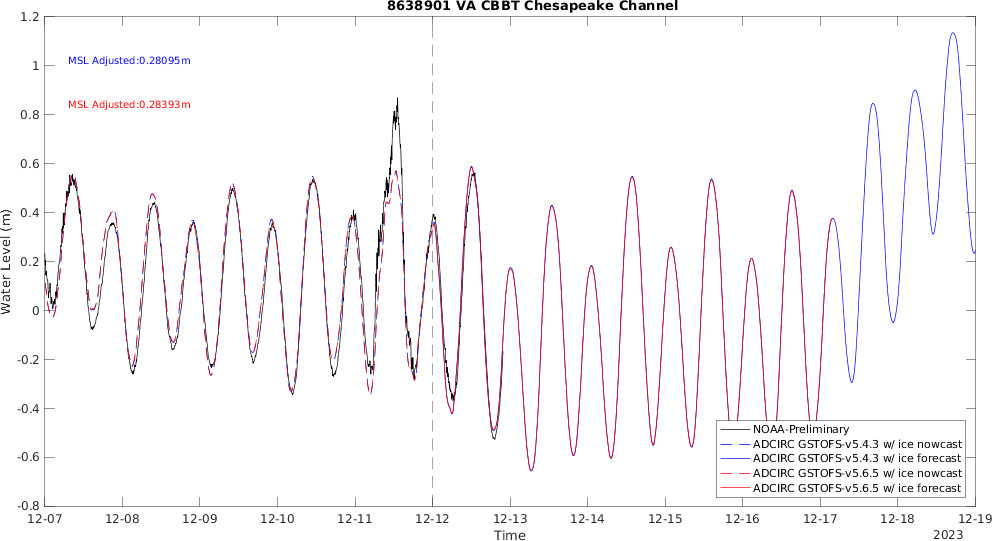 8638901 VA CBBT Chesapeake Channel
1.2
1
0.8
0.6
0.4
0.2
0
-0.2
-0.4
-0.6
-0.8
Water Level (m)
MSL Adjusted:0.28095m
MSL Adjusted:0.28393m
NOAA-Preliminary
ADCIRC GSTOFS-v5.4.3 w/ ice nowcast
ADCIRC GSTOFS-v5.4.3 w/ ice forecast
ADCIRC GSTOFS-v5.6.5 w/ ice nowcast
ADCIRC GSTOFS-v5.6.5 w/ ice forecast
12-07 12-08 12-09 12-10 12-11 12-12 12-13 12-14 12-15 12-16 12-17 12-18 12-19
Time
2023